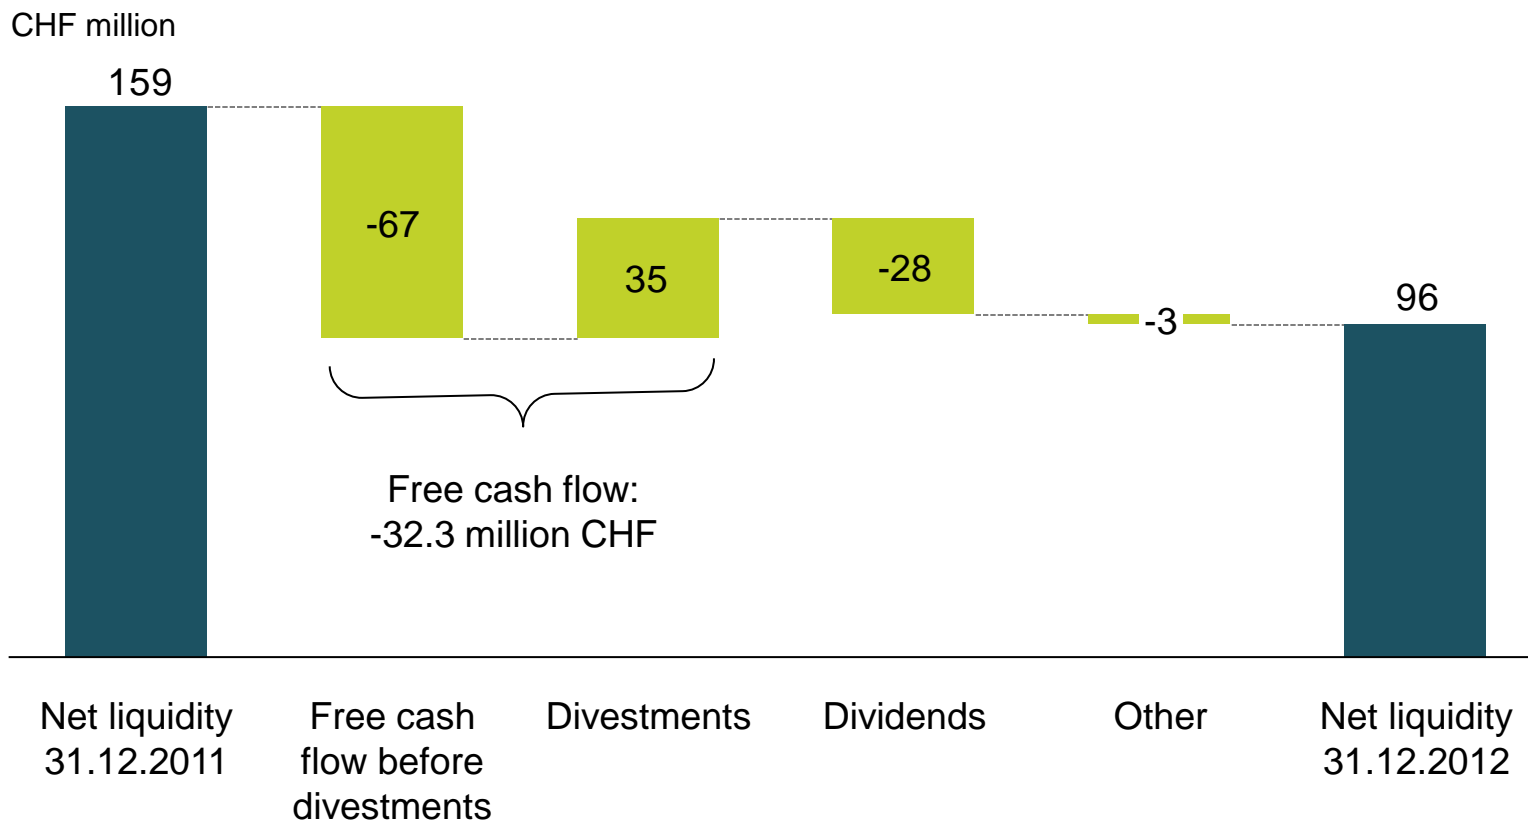 CHF million
159
-67
35
-28
-3
96
Free cash flow:
-32.3 million CHF
Net liquidity
31.12.2011
Free cash
flow before
divestments
Divestments
Dividends
Other
Net liquidity
31.12.2012